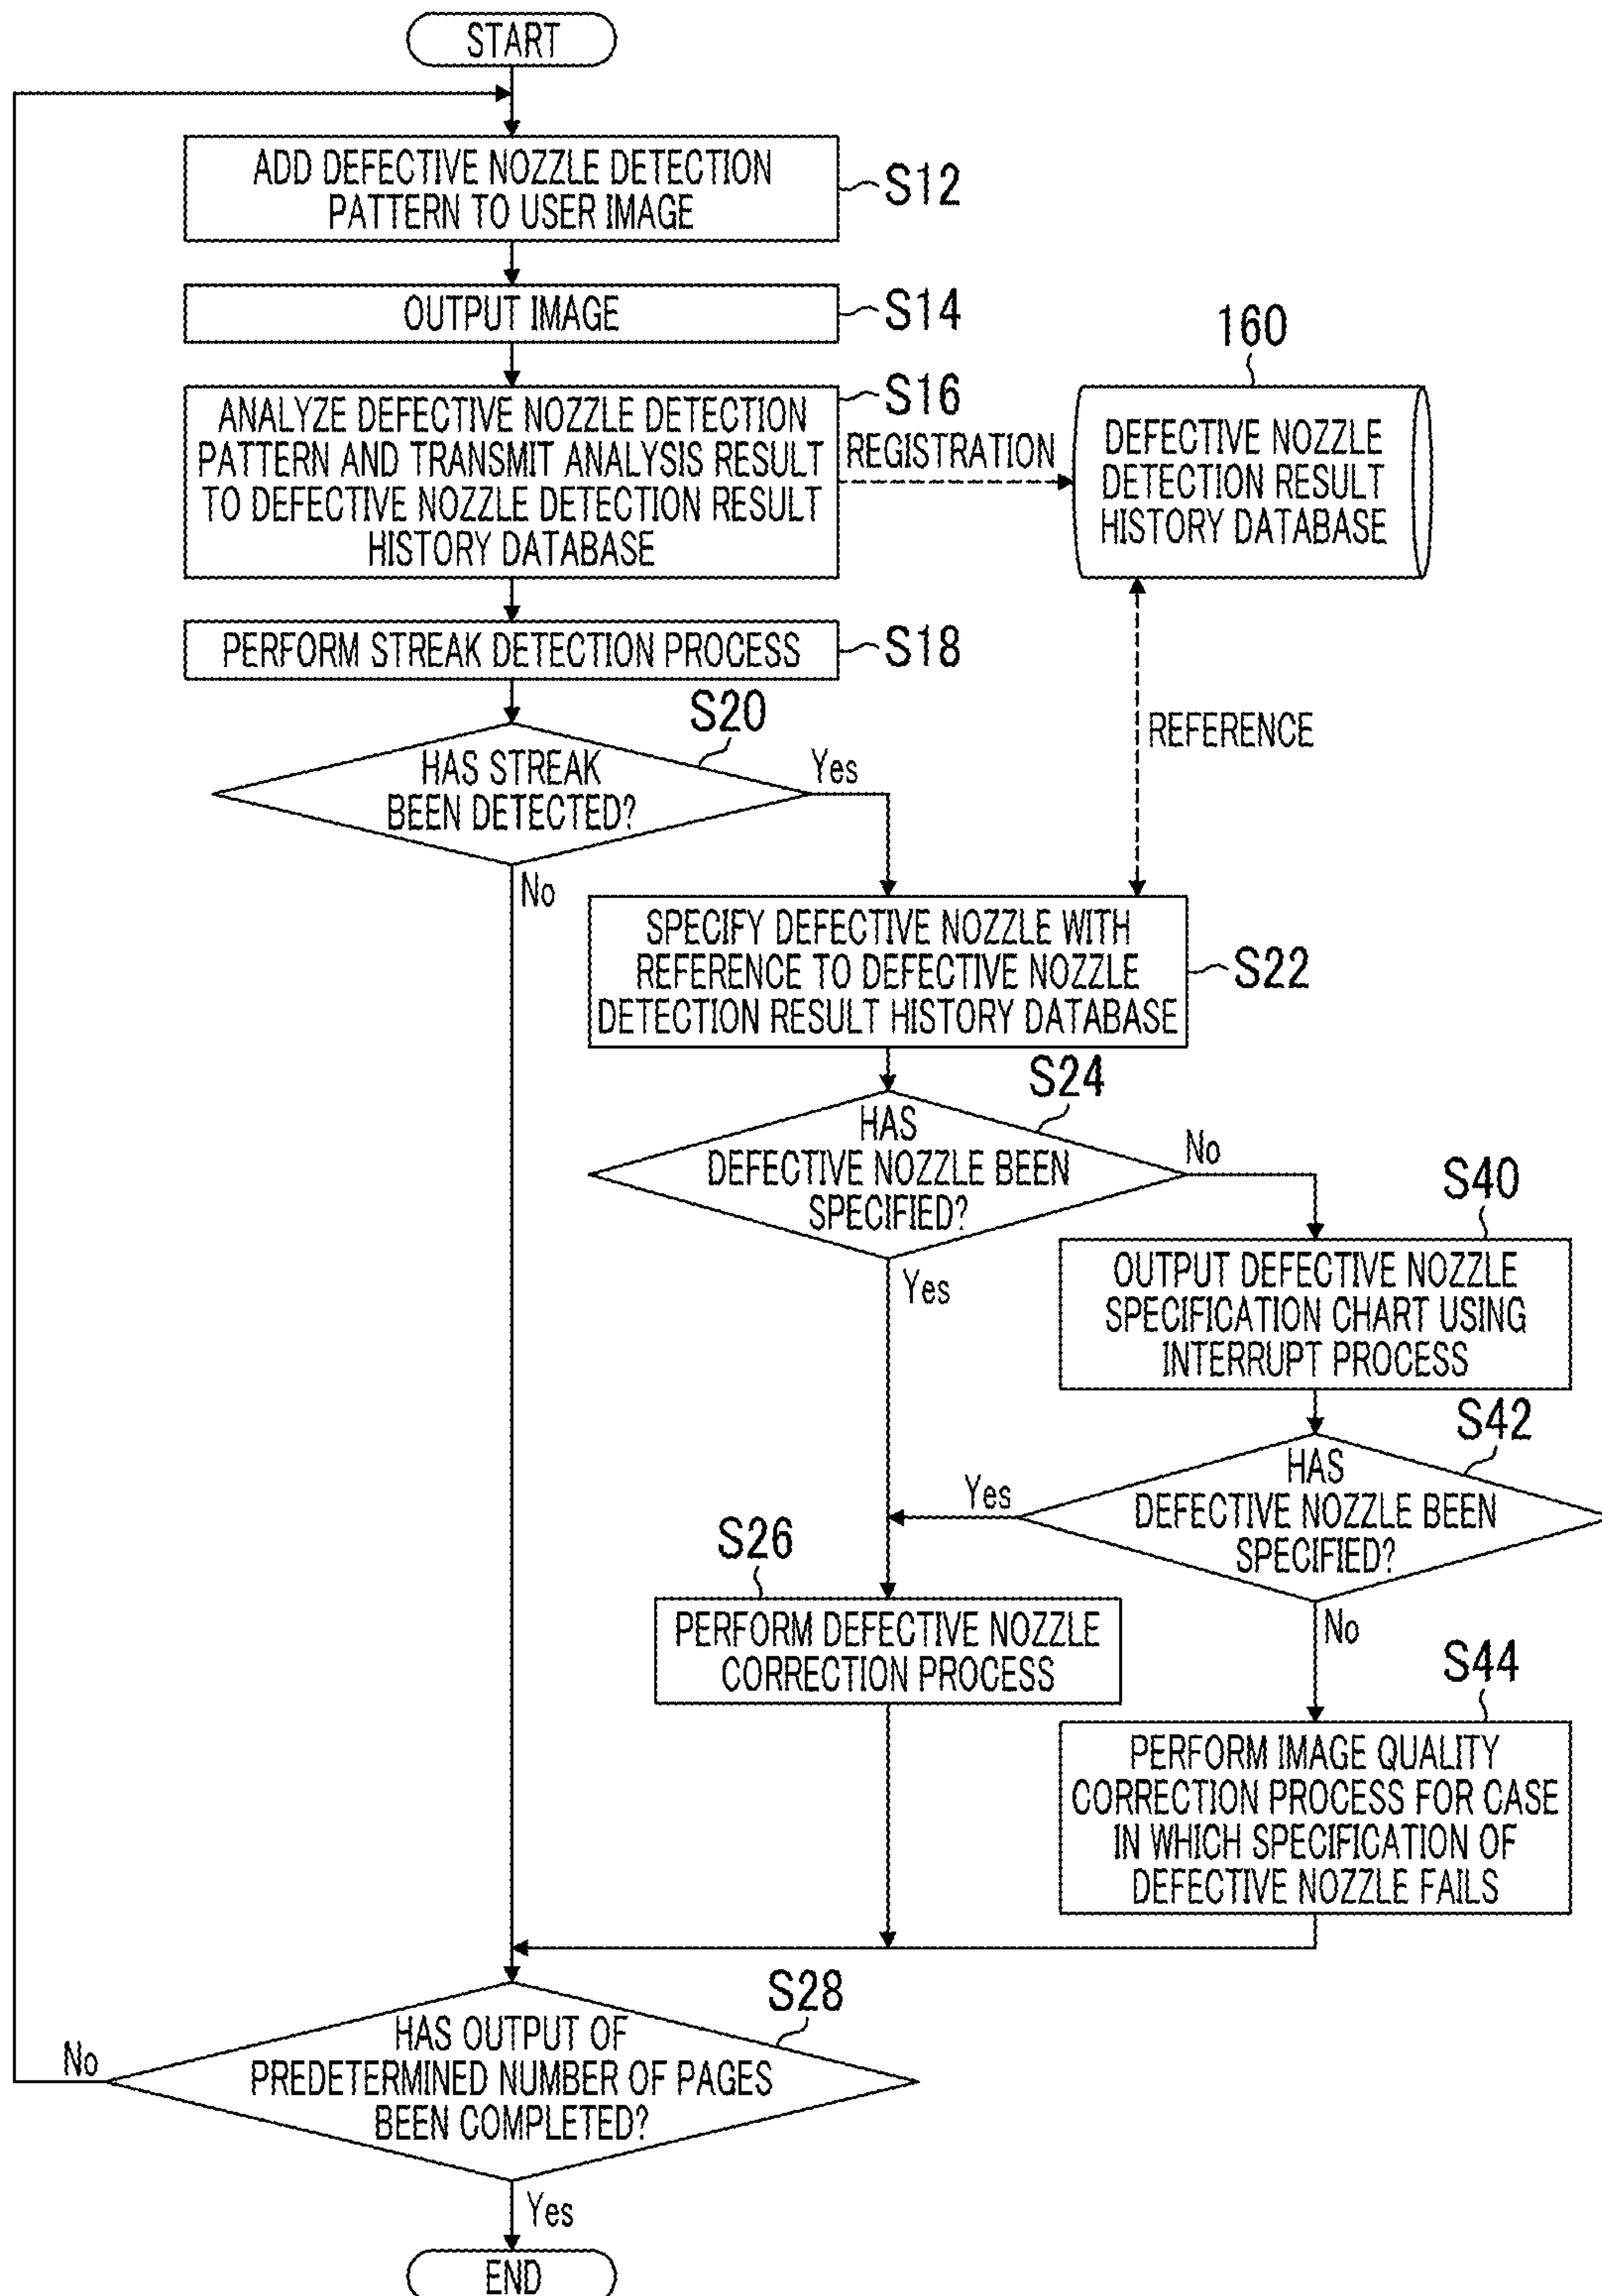 START
ADD DEFECTIVE NOZZLE DETECTION
PATTERN TO USER IMAGE
S12
OUTPUT IMAGE
S14
ANALYZE DEFECTIVE NOZZLE DETECTION
PATTERN AND TRANSMIT ANALYSIS RESULT
TO DEFECTIVE NOZZLE DETECTION RESULT
HISTORY DATABASE
S16
REGISTRATION
160
DEFECTIVE NOZZLE
DETECTION RESULT
HISTORY DATABASE
PERFORM STREAK DETECTION PROCESS
S18
REFERENCE
S20
HAS STREAK
BEEN DETECTED?
Yes
No
SPECIFY DEFECTIVE NOZZLE WITH
REFERENCE TO DEFECTIVE NOZZLE
DETECTION RESULT HISTORY DATABASE
S22
S24
HAS
DEFECTIVE NOZZLE BEEN
SPECIFIED?
No
Yes
S40
OUTPUT DEFECTIVE NOZZLE
SPECIFICATION CHART USING
INTERRUPT PROCESS
S42
HAS
DEFECTIVE NOZZLE BEEN
SPECIFIED?
Yes
No
S26
PERFORM DEFECTIVE NOZZLE
CORRECTION PROCESS
S44
PERFORM IMAGE QUALITY
CORRECTION PROCESS FOR CASE
IN WHICH SPECIFICATION OF
DEFECTIVE NOZZLE FAILS
S28
HAS OUTPUT OF
PREDETERMINED NUMBER OF PAGES
BEEN COMPLETED?
No
Yes
END